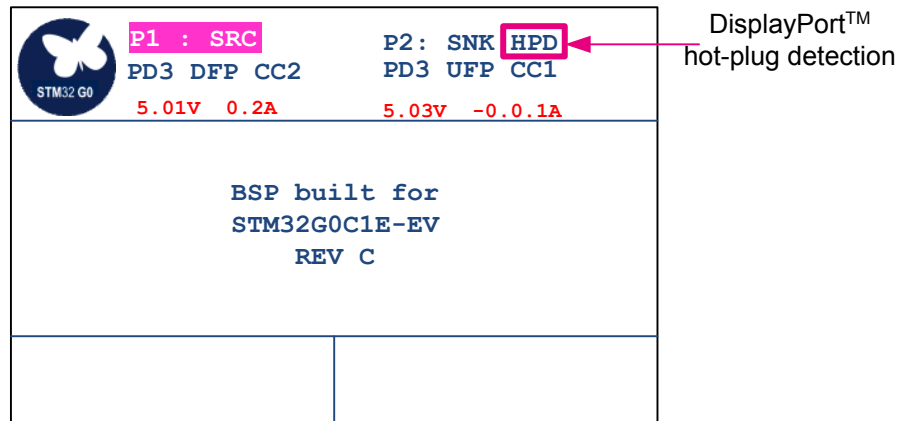 P1 : SRC
PD3 DFP CC2
5.01V 0.2A
P2: SNK HPD
PD3 UFP CC1
5.03V -0.0.1A
STM32 G0
BSP built for
STM32G0C1E-EV
REV C
DisplayPort™
hot-plug detection